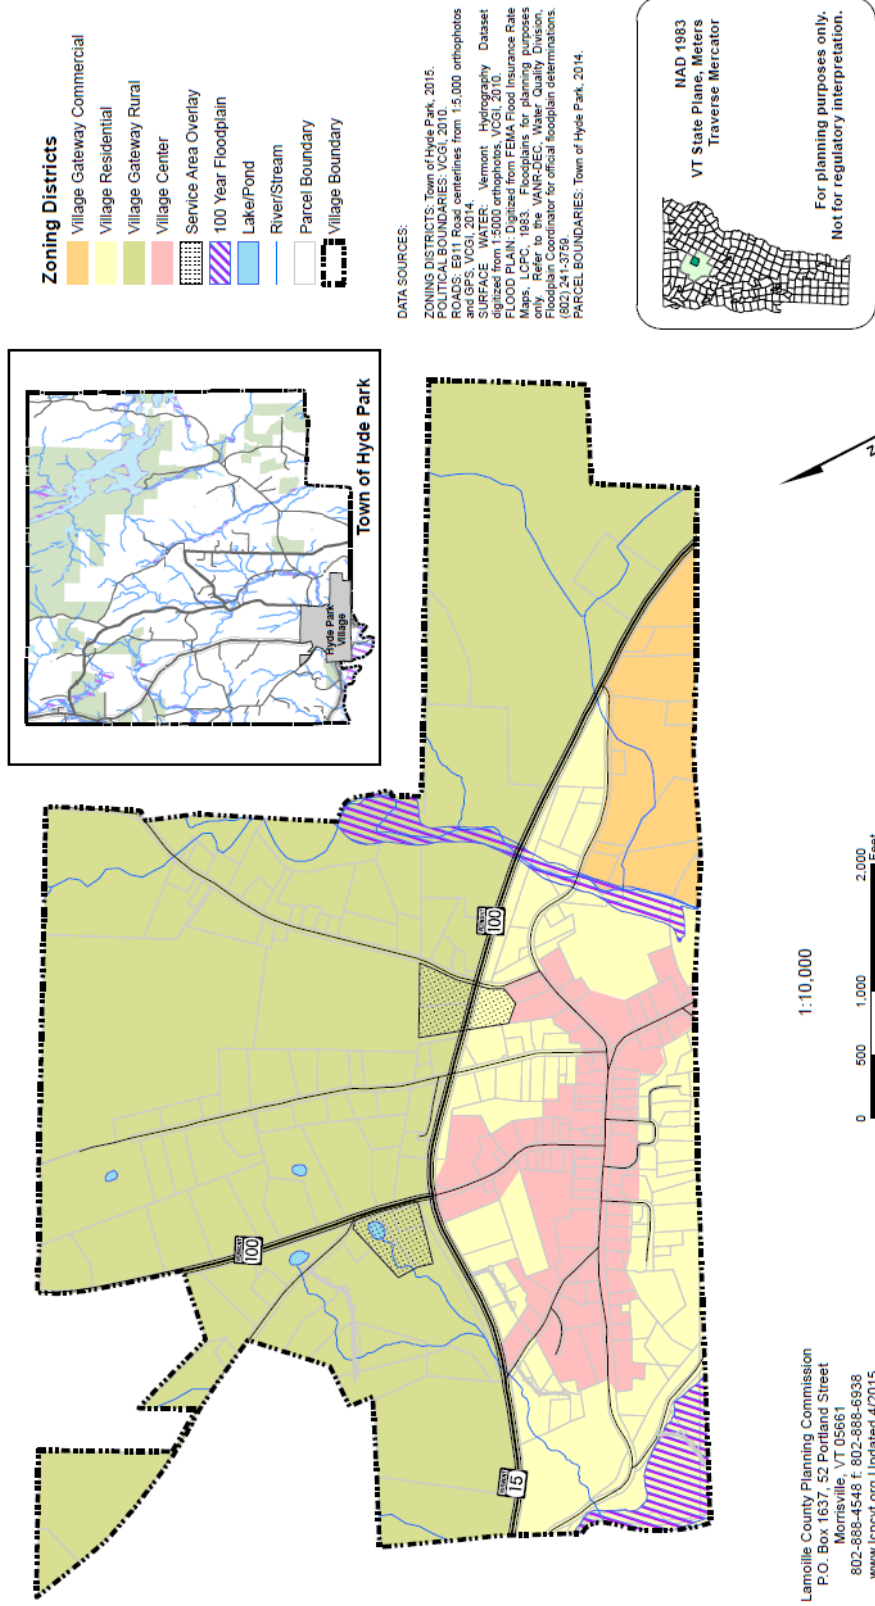 Zoning Districts
Village Gateway Commercial
Village Residential
Village Gateway Rural
Village Center
Service Area Overlay
100 Year Floodplain
Lake/Pond
River/Stream
Parcel Boundary
Village Boundary
DATA SOURCES:
ZONING DISTRICTS: Town of Hyde Park, 2015.
POLITICAL BOUNDARIES: VCGI, 2010.
ROADS: E911 Road centerlines from 1:5,000 orthophotos
and GPS, VCGI, 2014.
SURFACE WATER: Vermont Hydrography Dataset
digitized from 1:5000 orthophotos, VCGI, 2010.
FLOOD PLAIN: Digitized from FEMA Flood Insurance Rate
Maps, LCPC, 1983. Floodplains for planning purposes
only. Refer to the VANR-DEC, Water Quality Division,
Floodplain Coordinator for official floodplain determinations.
(802) 241-3759.
PARCEL BOUNDARIES: Town of Hyde Park, 2014.
NAD 1983
VT State Plane, Meters
Traverse Mercator
For planning purposes only.
Not for regulatory interpretation.
Hyde Park
Village
Town of Hyde Park
100
100
15
N
1:10,000
0 500 1,000 2,000
Feet
Lamoille County Planning Commission
P.O. Box 1637, 52 Portland Street
Morrisville, VT 05661
802-888-4548 f: 802-888-6938
www.lcpcvt.org Updated 4/2015